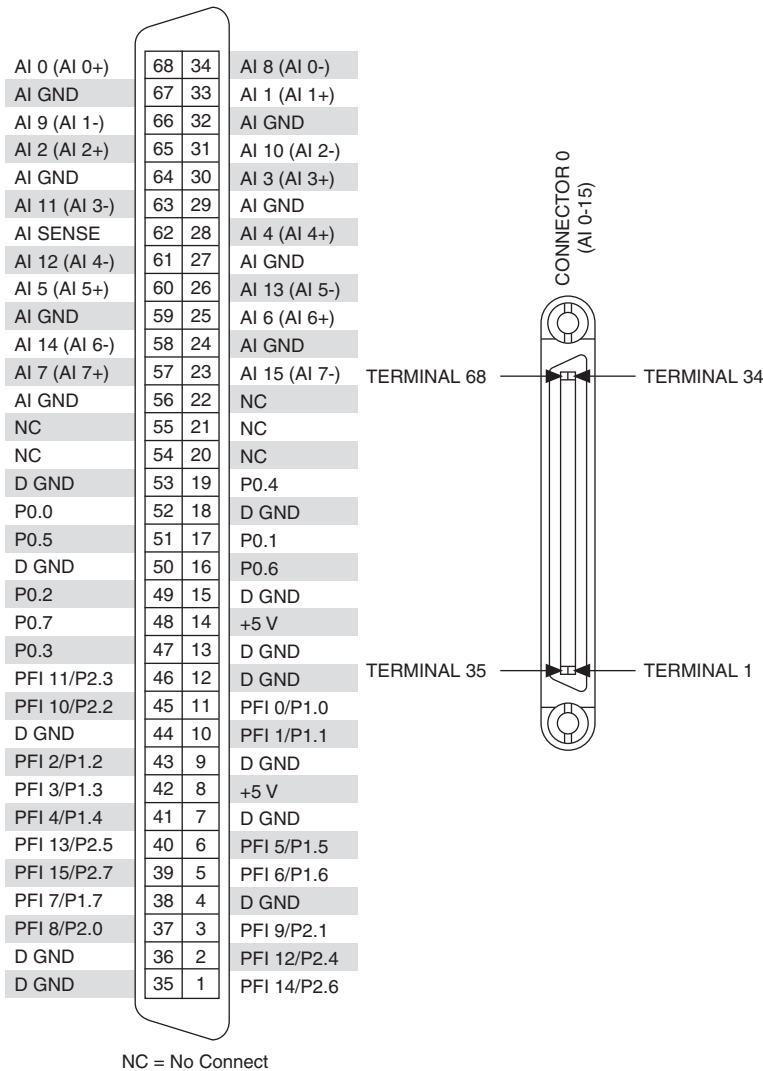 AI 0 (AI 0+) 68 34 AI 8 (AI 0-)
AI GND 67 33 AI 1 (AI 1+)
AI 9 (AI 1-) 66 32 AI GND
AI 2 (AI 2+) 65 31 AI 10 (AI 2-)
AI GND 64 30 AI 3 (AI 3+)
AI 11 (AI 3-) 63 29 AI GND
AI SENSE 62 28 AI 4 (AI 4+)
AI 12 (AI 4-) 61 27 AI GND
AI 5 (AI 5+) 60 26 AI 13 (AI 5-)
AI GND 59 25 AI 6 (AI 6+)
AI 14 (AI 6-) 58 24 AI GND
AI 7 (AI 7+) 57 23 AI 15 (AI 7-)
AI GND 56 22 NC
NC 55 21 NC
NC 54 20 NC
D GND 53 19 P0.4
P0.0 52 18 D GND
P0.5 51 17 P0.1
D GND 50 16 P0.6
P0.2 49 15 D GND
P0.7 48 14 +5 V
P0.3 47 13 D GND
PFI 11/P2.3 46 12 D GND
PFI 10/P2.2 45 11 PFI 0/P1.0
D GND 44 10 PFI 1/P1.1
PFI 2/P1.2 43 9 D GND
PFI 3/P1.3 42 8 +5 V
PFI 4/P1.4 41 7 D GND
PFI 13/P2.5 40 6 PFI 5/P1.5
PFI 15/P2.7 39 5 PFI 6/P1.6
PFI 7/P1.7 38 4 D GND
PFI 8/P2.0 37 3 PFI 9/P2.1
D GND 36 2 PFI 12/P2.4
D GND 35 1 PFI 14/P2.6
NC = No Connect
CONNECTOR 0
(AI 0-15)
TERMINAL 68
TERMINAL 34
TERMINAL 35
TERMINAL 1